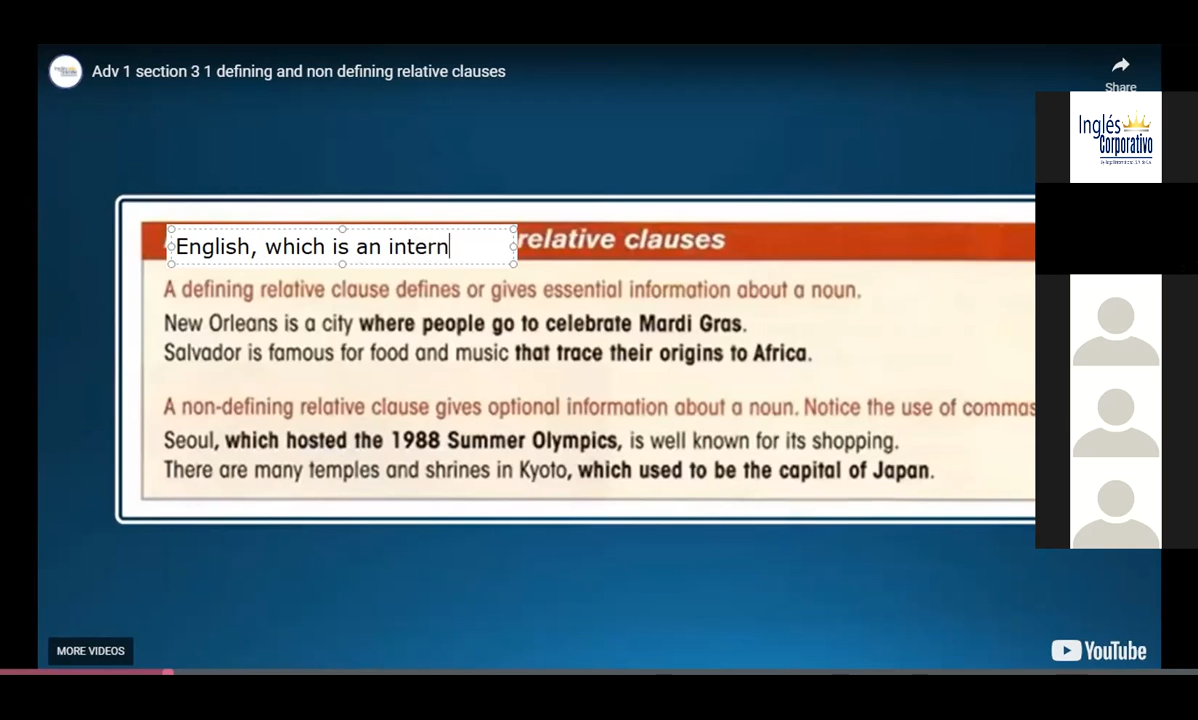 Adv 1 section 3 1 defining and non defining relative clauses
Share
Inglés
Corporativo
English, which is an intern
relative clauses
A defining relative clause defines or gives essential information about a noun.
New Orleans is a city where people go to celebrate Mardi Gras.
Salvador is famous for food and music that trace their origins to Africa.
A non-defining relative clause gives optional information about a noun. Notice the use of commas
Seoul, which hosted the 1988 Summer Olympics, is well known for its shopping.
There are many temples and shrines in Kyoto, which used to be the capital of Japan.
MORE VIDEOS
YouTube